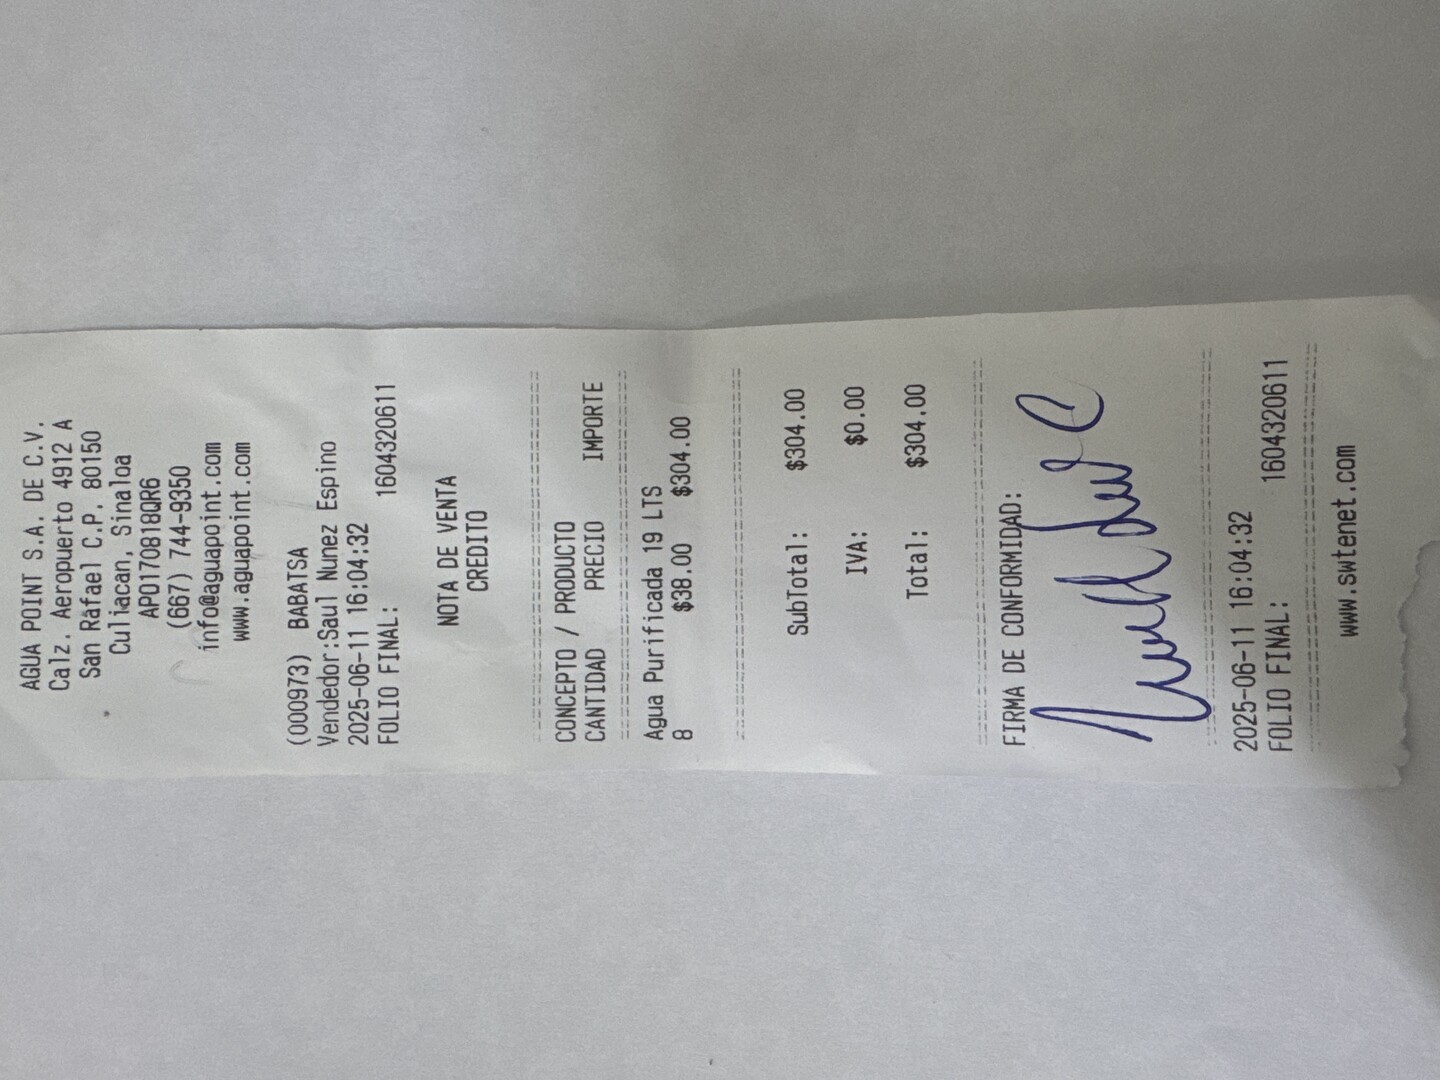 AGUA POINT S.A. DE C.V.
Calz. Aeropuerto 4912 A
San Rafael C.P. 80150
Culiacan, Sinaloa
APO170818QR6
(667) 744-9350
info@aguapoint.com
www.aguapoint.com
(000973) BABATSA
Vendedor:Saul Nunez Espino
2025-06-11 16:04:32
FOLIO FINAL: 1604320611
NOTA DE VENTA
CREDITO
CONCEPTO / PRODUCTO
CANTIDAD PRECIO IMPORTE
Agua Purificada 19 LTS
8 $38.00 $304.00
SubTotal: $304.00
IVA: $0.00
Total: $304.00
FIRMA DE CONFORMIDAD:
2025-06-11 16:04:32
FOLIO FINAL: 1604320611
www.swtenet.com